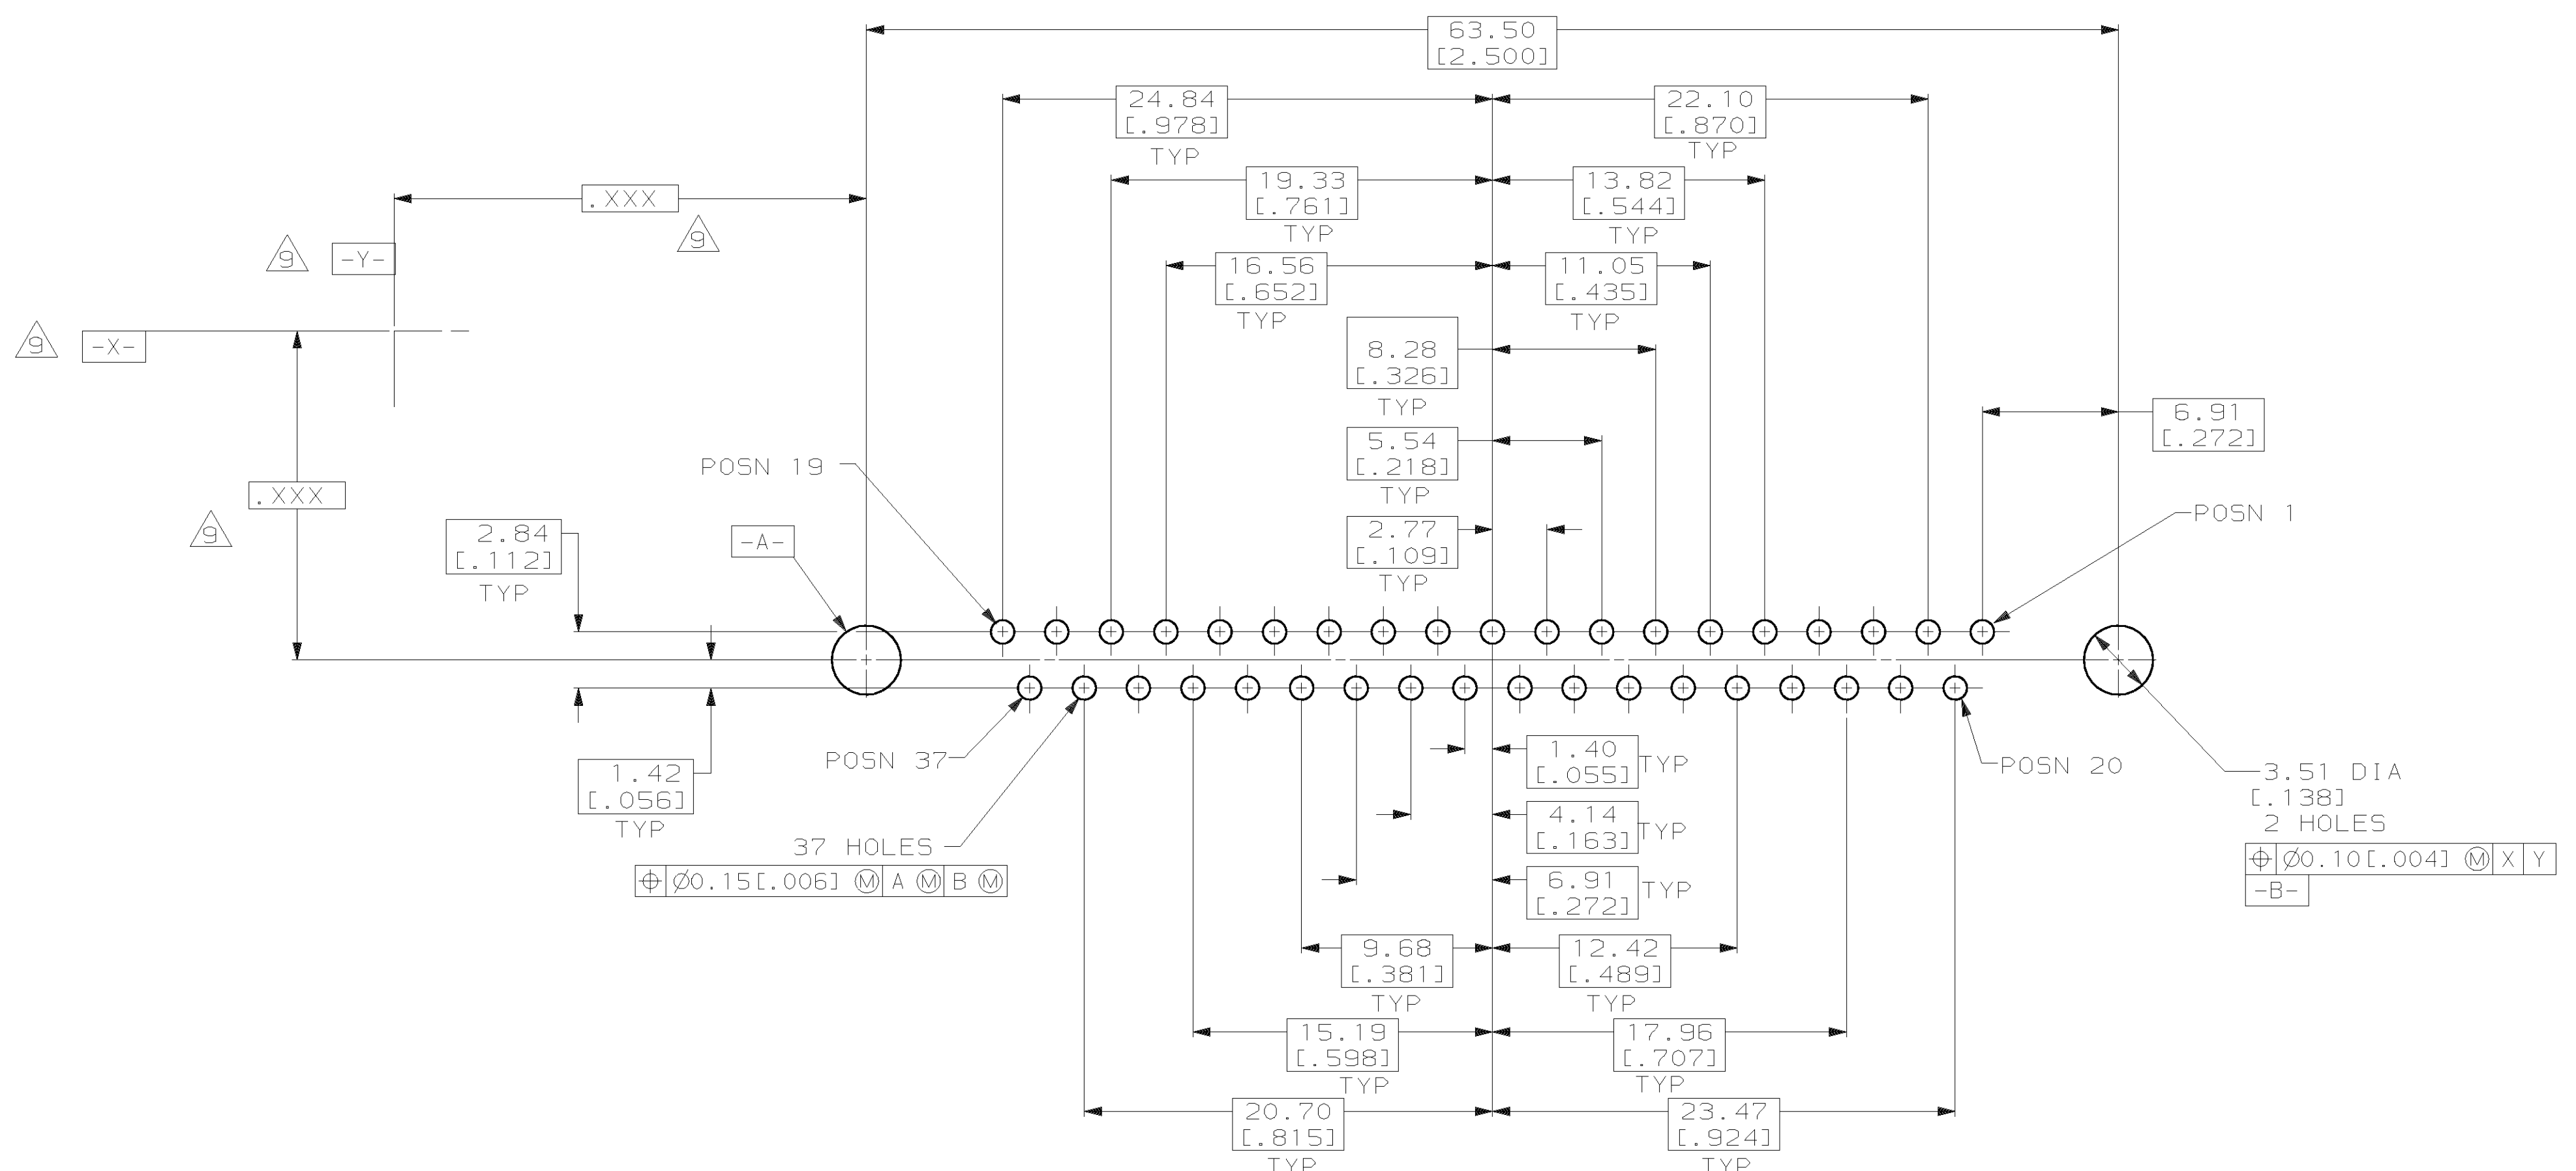 63.50
[2.500]
24.84
[.978]
TYP
22.10
[.870]
TYP
19.33
[.761]
TYP
13.82
[.544]
TYP
.XXX
9
9
-Y-
16.56
[.652]
TYP
11.05
[.435]
TYP
9
-X-
8.28
[.326]
TYP
6.91
[.272]
5.54
[.218]
TYP
POSN 19
.XXX
9
POSN 1
2.84
[.112]
TYP
-A-
2.77
[.109]
TYP
1.40
[.055]
TYP
POSN 37
POSN 20
1.42
[.056]
TYP
3.51 DIA
[.138]
2 HOLES
4.14
[.163]
TYP
37 HOLES
⌖ Ø0.15[.006] Ⓜ A Ⓜ B Ⓜ
⌖ Ø0.10[.004] Ⓜ X Y
-B-
6.91
[.272]
TYP
9.68
[.381]
TYP
12.42
[.489]
TYP
15.19
[.598]
TYP
17.96
[.707]
TYP
20.70
[.815]
TYP
23.47
[.924]
TYP